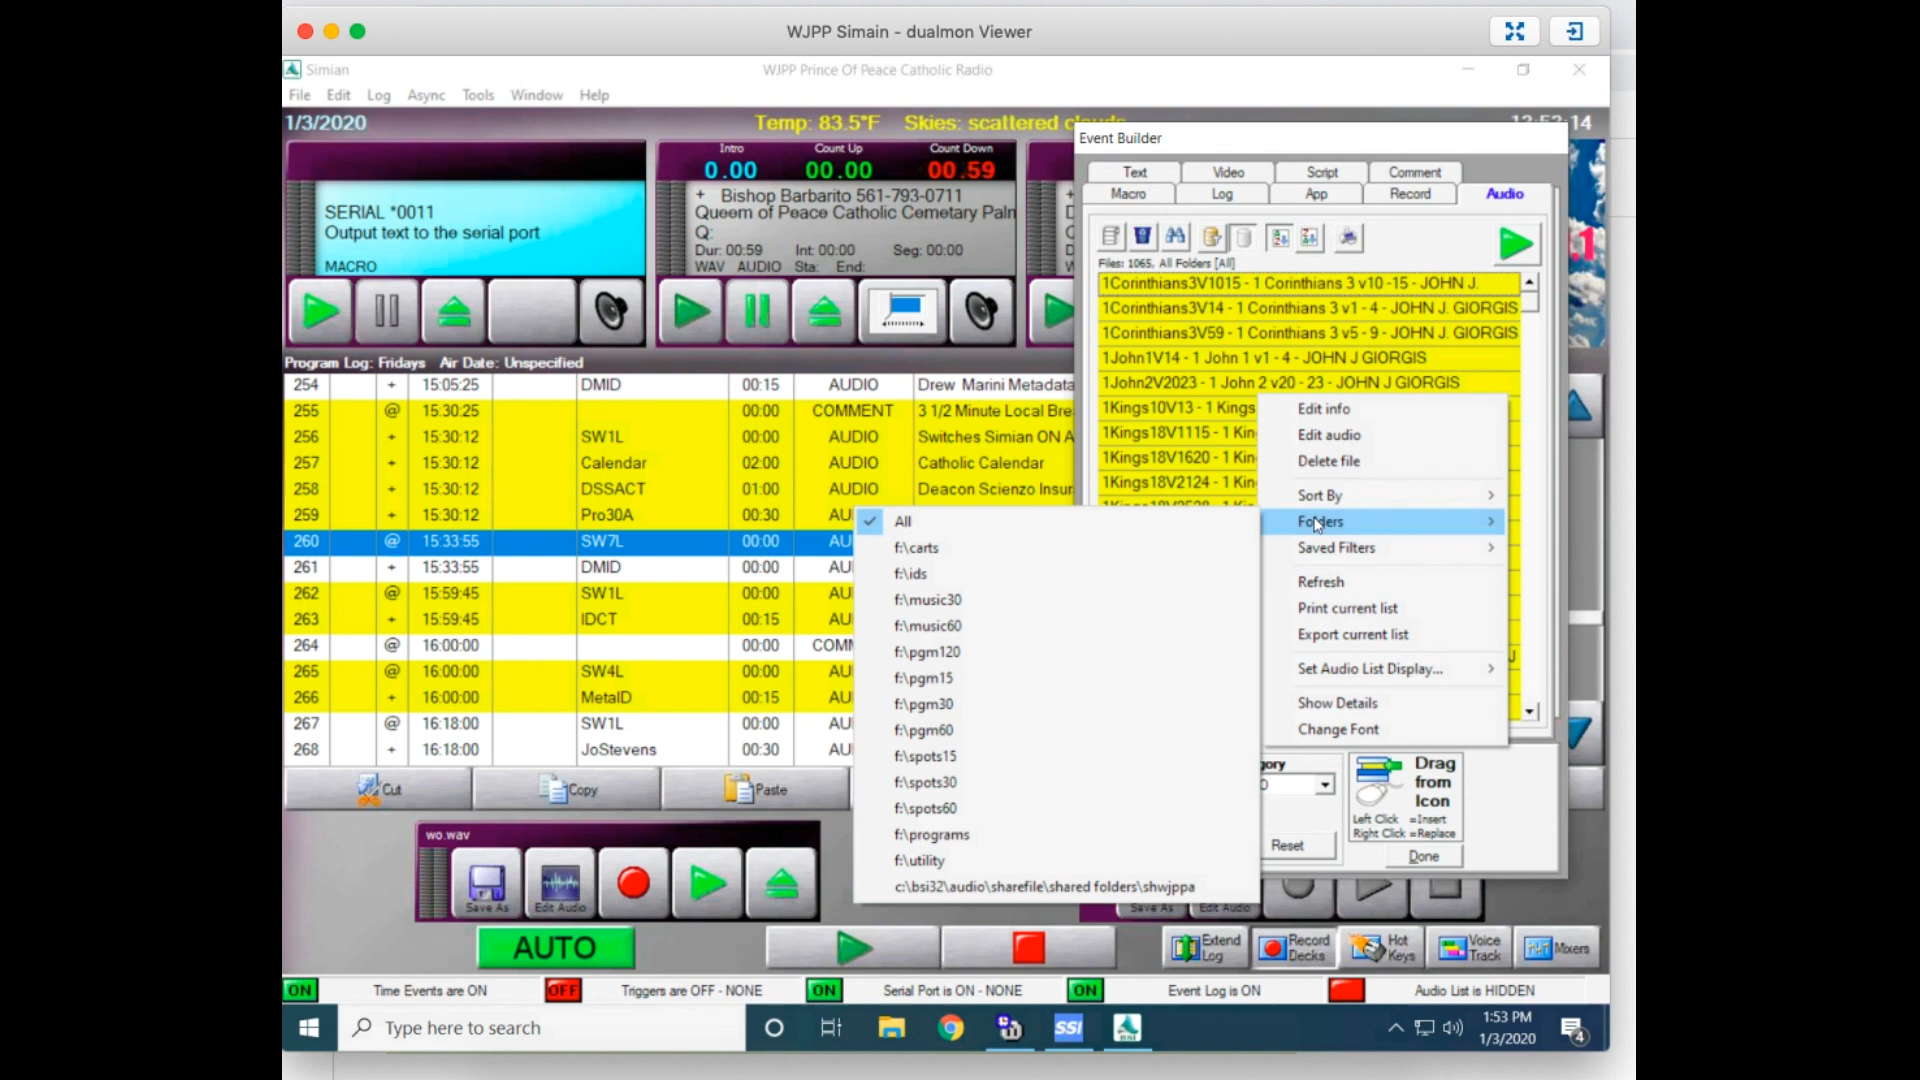 WJPP Simain - dualmon Viewer
Simian
WJPP Prince Of Peace Catholic Radio
File Edit Log Async Tools Window Help
1/3/2020
Temp: 83.5°F Skies: scattered
Event Builder
Text Video Script Comment
Macro Log App Record Audio
Files: 1065, All Folders [All]
1Corinthians3V1015 - 1 Corinthians 3 v10 -15 - JOHN J.
1Corinthians3V14 - 1 Corinthians 3 v1 - 4 - JOHN J. GIORGIS
1Corinthians3V59 - 1 Corinthians 3 v5 - 9 - JOHN J. GIORGIS
1John1V14 - 1 John 1 v1 - 4 - JOHN J GIORGIS
1John2V2023 - 1 John 2 v20 - 23 - JOHN J GIORGIS
1Kings10V13 - 1 Kings
1Kings18V1115 - 1 Kin
1Kings18V1620 - 1 Kin
1Kings18V2124 - 1 Kin
SERIAL *0011
Output text to the serial port
MACRO
Intro Count Up Count Down
0.00 00.00 00.59
+ Bishop Barbarito 561-793-0711
Queem of Peace Catholic Cemetary Paln
Q:
Dur: 00:59 Int: 00:00 Seg: 00:00
WAV AUDIO Sta: End:
Program Log: Fridays Air Date: Unspecified
254 + 15:05:25 DMID 00:15 AUDIO Drew Marini Metadata
255 @ 15:30:25 00:00 COMMENT 3 1/2 Minute Local Bre
256 + 15:30:12 SW1L 00:00 AUDIO Switches Simian ON A
257 + 15:30:12 Calendar 02:00 AUDIO Catholic Calendar
258 + 15:30:12 DSSACT 01:00 AUDIO Deacon Scienzo Insur
259 + 15:30:12 Pro30A 00:30 AU
260 @ 15:33:55 SW7L 00:00 AU
261 + 15:33:55 DMID 00:00 AU
262 @ 15:59:45 SW1L 00:00 AU
263 + 15:59:45 IDCT 00:15 AU
264 @ 16:00:00 00:00 COM
265 @ 16:00:00 SW4L 00:00 AU
266 + 16:00:00 MetaID 00:15 AU
267 @ 16:18:00 SW1L 00:00 AU
268 + 16:18:00 JoStevens 00:30 AU
Edit info
Edit audio
Delete file
Sort By
Folders
Saved Filters
Refresh
Print current list
Export current list
Set Audio List Display...
Show Details
Change Font
All
f:\carts
f:\ids
f:\music30
f:\music60
f:\pgm120
f:\pgm15
f:\pgm30
f:\pgm60
f:\spots15
f:\spots30
f:\spots60
f:\programs
f:\utility
c:\bsi32\audio\sharefile\shared folders\shwjppa
Cut Copy Paste
gory
Drag
from
Icon
Left Click =Insert
Right Click =Replace
Reset
Done
wo.wav
Save As Edit Audio
Save As Edit Audio
AUTO
Extend Log
Record Decks
Hot Keys
Voice Track
Mixers
ON Time Events are ON OFF Triggers are OFF - NONE ON Serial Port is ON - NONE ON Event Log is ON Audio List is HIDDEN
Type here to search
SSI
BSI
1:53 PM
1/3/2020
4